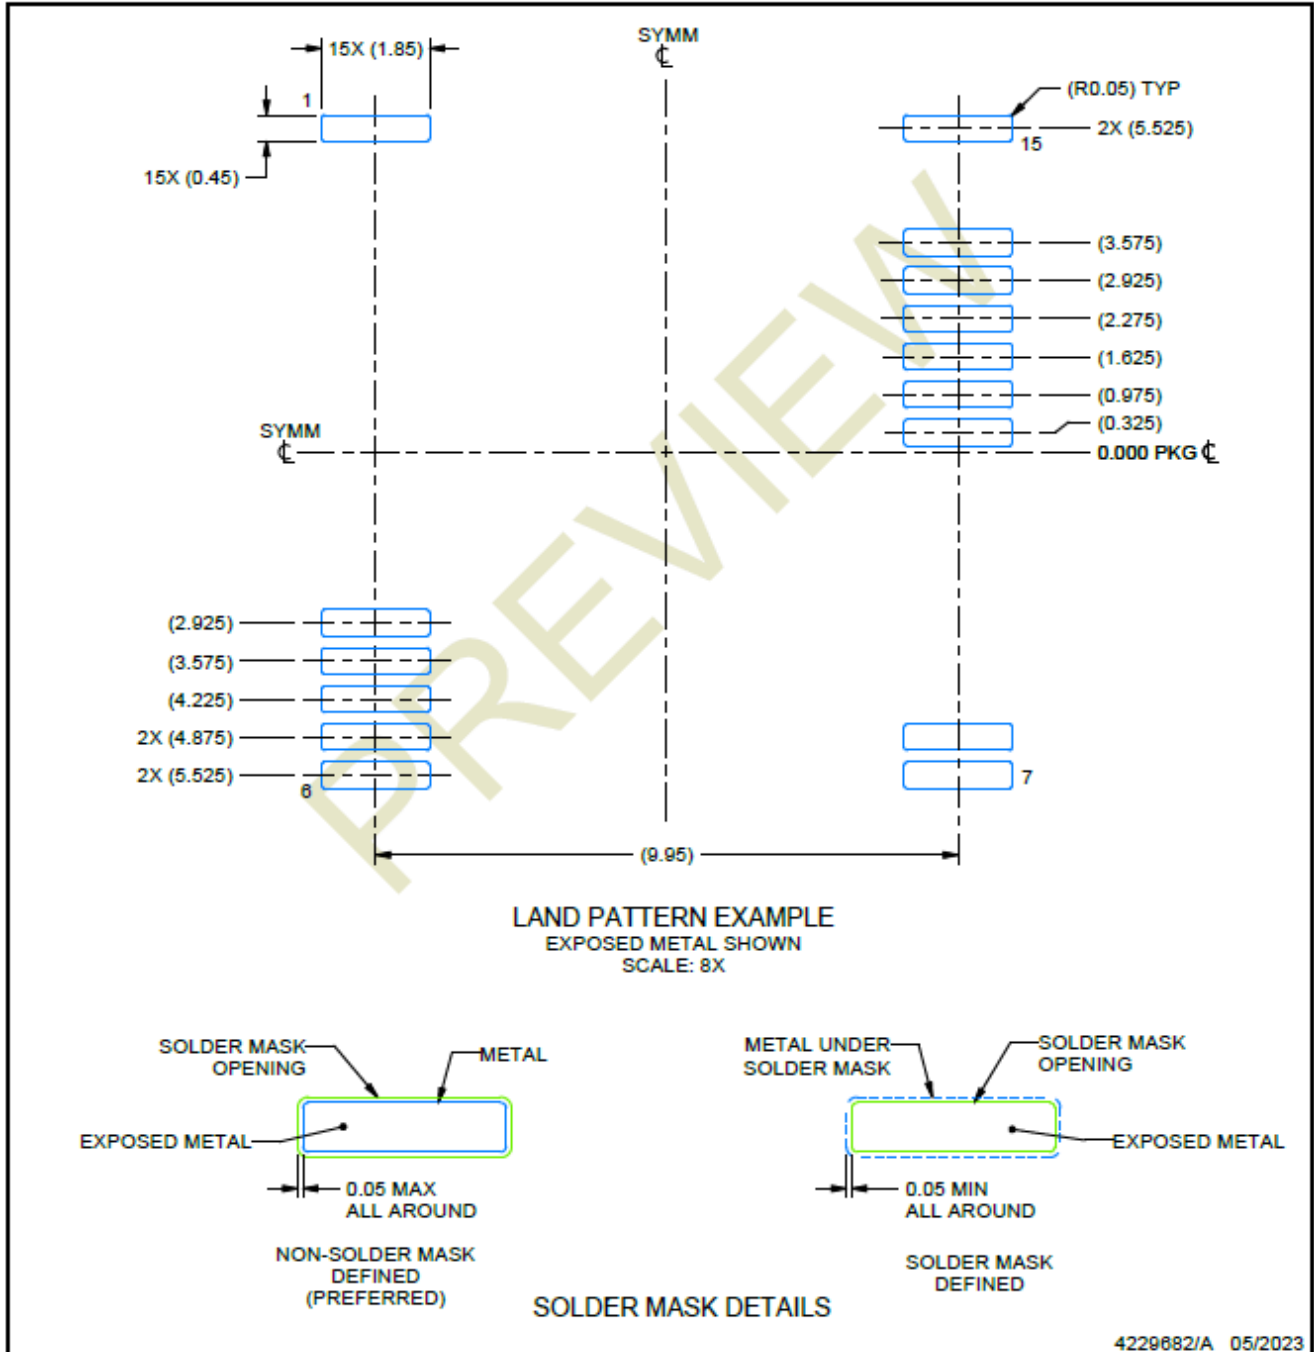 15X (1.85)
SYMM
℄
(R0.05) TYP
1
2X (5.525)
15
15X (0.45)
(3.575)
(2.925)
(2.275)
(1.625)
(0.975)
(0.325)
SYMM
℄
0.000 PKG ℄
PREVIEW
(2.925)
(3.575)
(4.225)
2X (4.875)
2X (5.525)
6
7
(9.95)
LAND PATTERN EXAMPLE
EXPOSED METAL SHOWN
SCALE: 8X
SOLDER MASK
OPENING
METAL
EXPOSED METAL
0.05 MAX
ALL AROUND
NON-SOLDER MASK
DEFINED
(PREFERRED)
METAL UNDER
SOLDER MASK
SOLDER MASK
OPENING
EXPOSED METAL
0.05 MIN
ALL AROUND
SOLDER MASK
DEFINED
SOLDER MASK DETAILS
4229682/A 05/2023